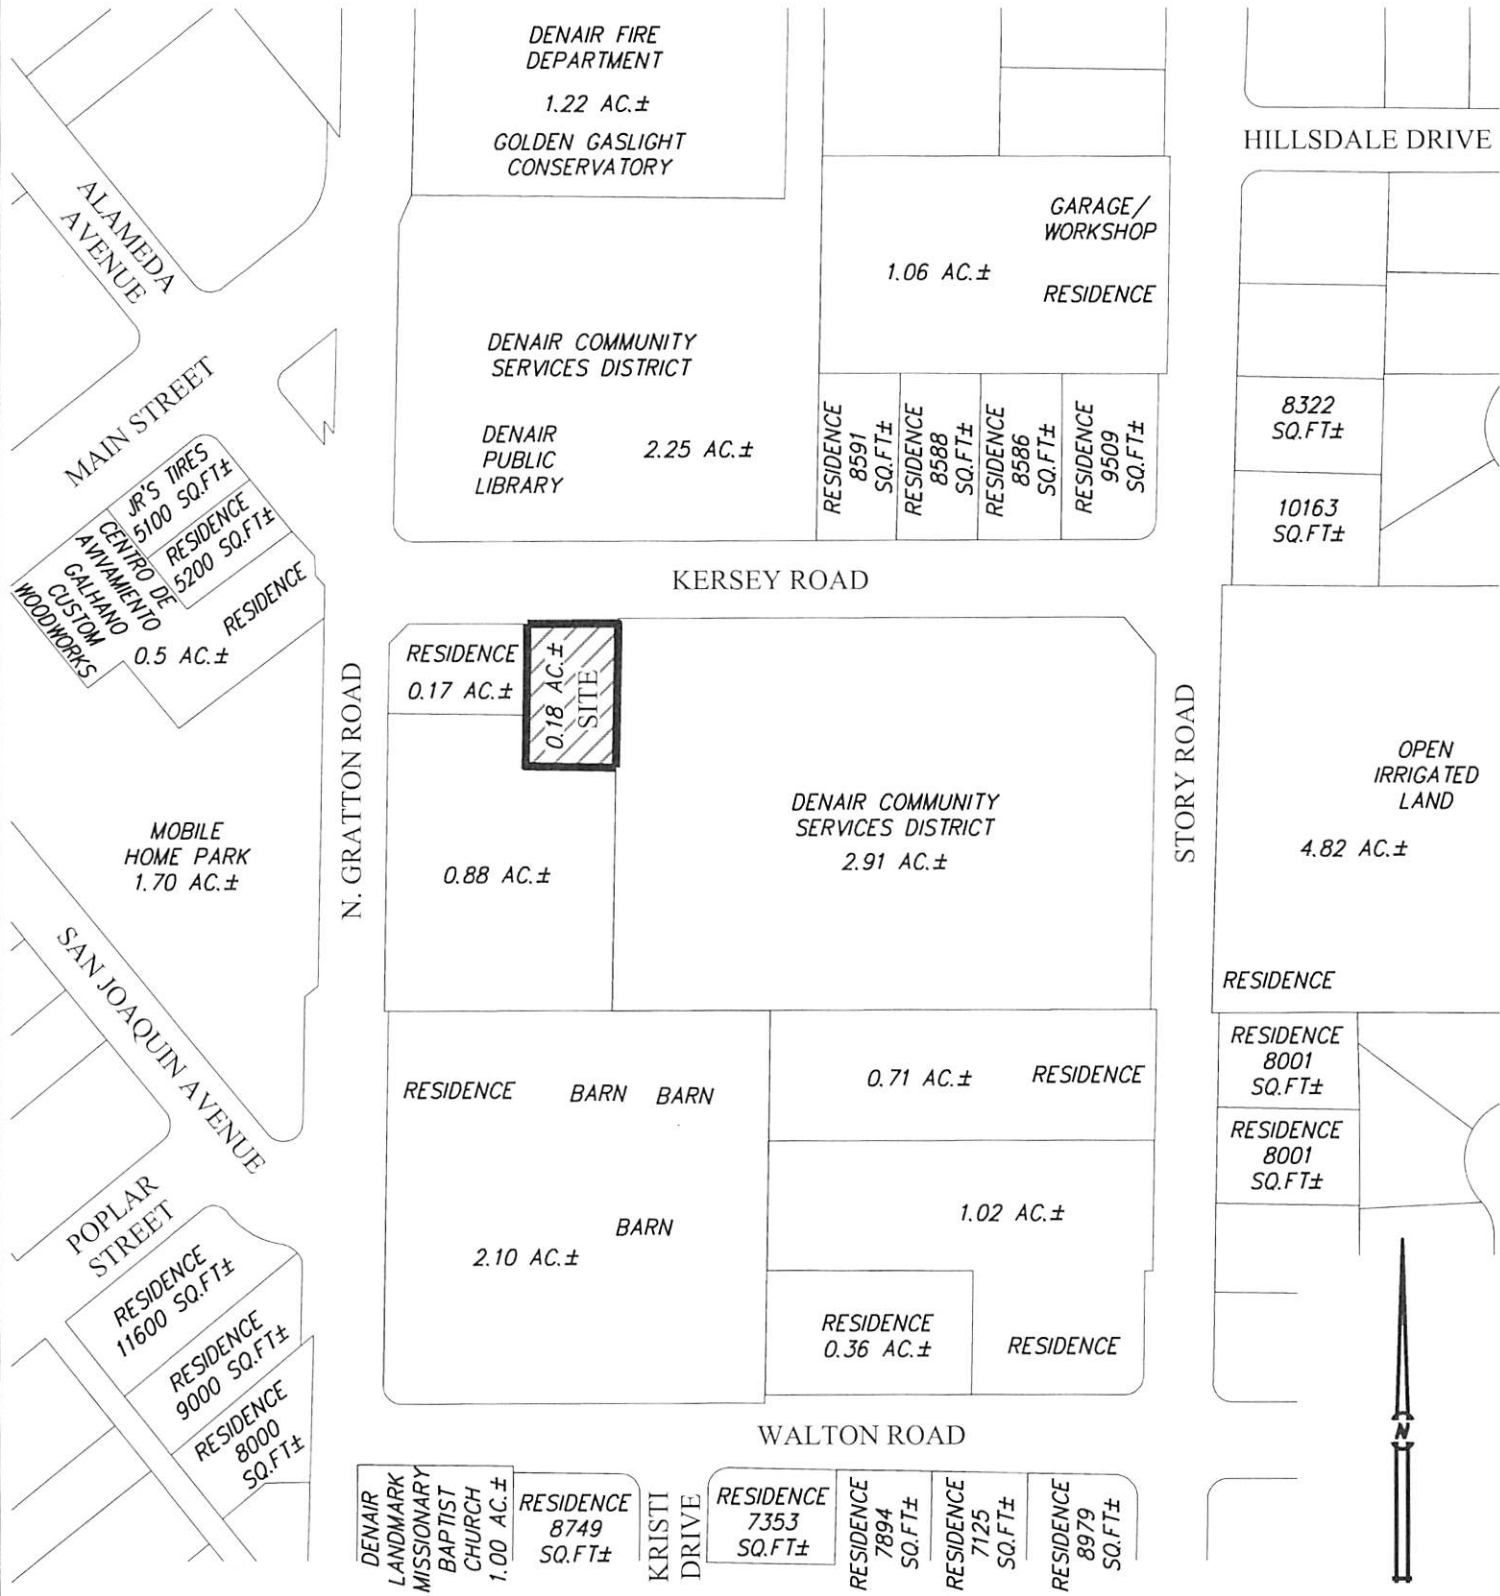 DENAIR FIRE
DEPARTMENT
1.22 AC.±
GOLDEN GASLIGHT
CONSERVATORY
HILLSDALE DRIVE
ALAMEDA
AVENUE
GARAGE/
WORKSHOP
1.06 AC.±
RESIDENCE
DENAIR COMMUNITY
SERVICES DISTRICT
DENAIR
PUBLIC
LIBRARY
2.25 AC.±
RESIDENCE
8591
SQ.FT±
RESIDENCE
8588
SQ.FT±
RESIDENCE
8586
SQ.FT±
RESIDENCE
9509
SQ.FT±
8322
SQ.FT±
10163
SQ.FT±
MAIN STREET
JR'S TIRES
5100 SQ.FT±
RESIDENCE
5200 SQ.FT±
CENTRO DE
AVIVAMIENTO
GALHANO
CUSTOM
WOODWORKS
RESIDENCE
0.5 AC.±
KERSEY ROAD
RESIDENCE
0.17 AC.±
0.18 AC.±
SITE
N. GRATTON ROAD
STORY ROAD
OPEN
IRRIGATED
LAND
4.82 AC.±
RESIDENCE
MOBILE
HOME PARK
1.70 AC.±
0.88 AC.±
DENAIR COMMUNITY
SERVICES DISTRICT
2.91 AC.±
SAN JOAQUIN AVENUE
RESIDENCE
8001
SQ.FT±
RESIDENCE
8001
SQ.FT±
RESIDENCE
BARN
BARN
0.71 AC.±
RESIDENCE
BARN
2.10 AC.±
1.02 AC.±
RESIDENCE
0.36 AC.±
RESIDENCE
POPLAR
STREET
RESIDENCE
11600 SQ.FT±
RESIDENCE
9000 SQ.FT±
RESIDENCE
8000
SQ.FT±
WALTON ROAD
DENAIR
LANDMARK
MISSIONARY
BAPTIST
CHURCH
1.00 AC.±
RESIDENCE
8749
SQ.FT±
KRISTI
DRIVE
RESIDENCE
7353
SQ.FT±
RESIDENCE
7894
SQ.FT±
RESIDENCE
7125
SQ.FT±
RESIDENCE
8979
SQ.FT±
N